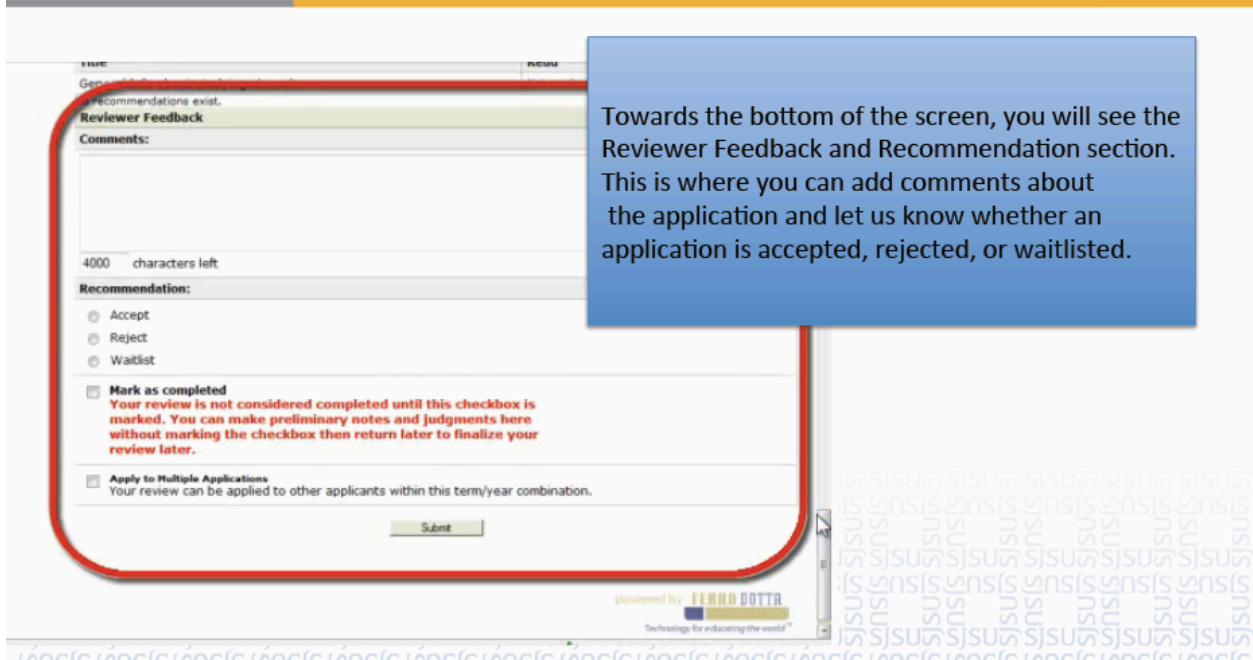 Title Read
recommendations exist.
Reviewer Feedback
Comments:
Towards the bottom of the screen, you will see the
Reviewer Feedback and Recommendation section.
This is where you can add comments about
the application and let us know whether an
application is accepted, rejected, or waitlisted.
4000 characters left
Recommendation:
Accept
Reject
Waitlist
Mark as completed
Your review is not considered completed until this checkbox is
marked. You can make preliminary notes and judgments here
without marking the checkbox then return later to finalize your
review later.
Apply to Multiple Applications
Your review can be applied to other applicants within this term/year combination.
Submit
powered by TERRA DOTTA
Technology for educating the world™